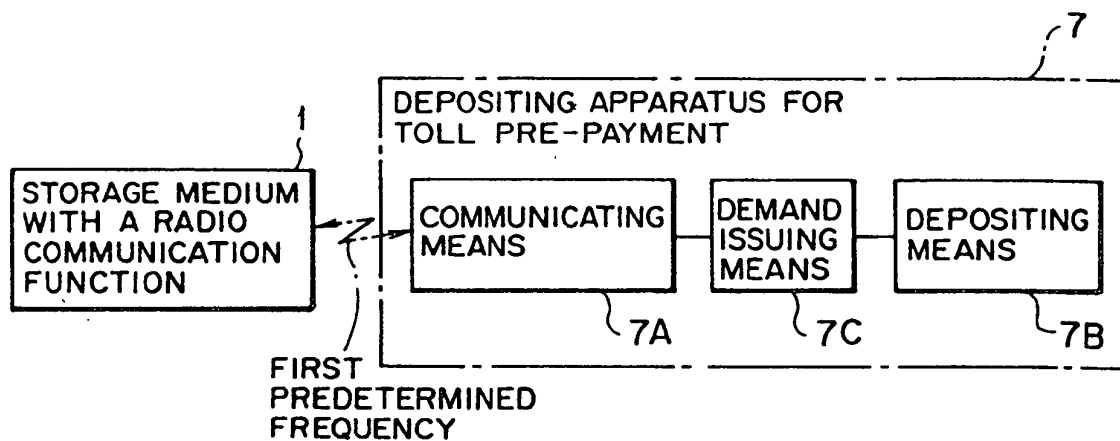 7
DEPOSITING APPARATUS FOR
TOLL PRE-PAYMENT
1
STORAGE MEDIUM
WITH A RADIO
COMMUNICATION
FUNCTION
COMMUNICATING
MEANS
DEMAND
ISSUING
MEANS
DEPOSITING
MEANS
7A
7C
7B
FIRST
PREDETERMINED
FREQUENCY